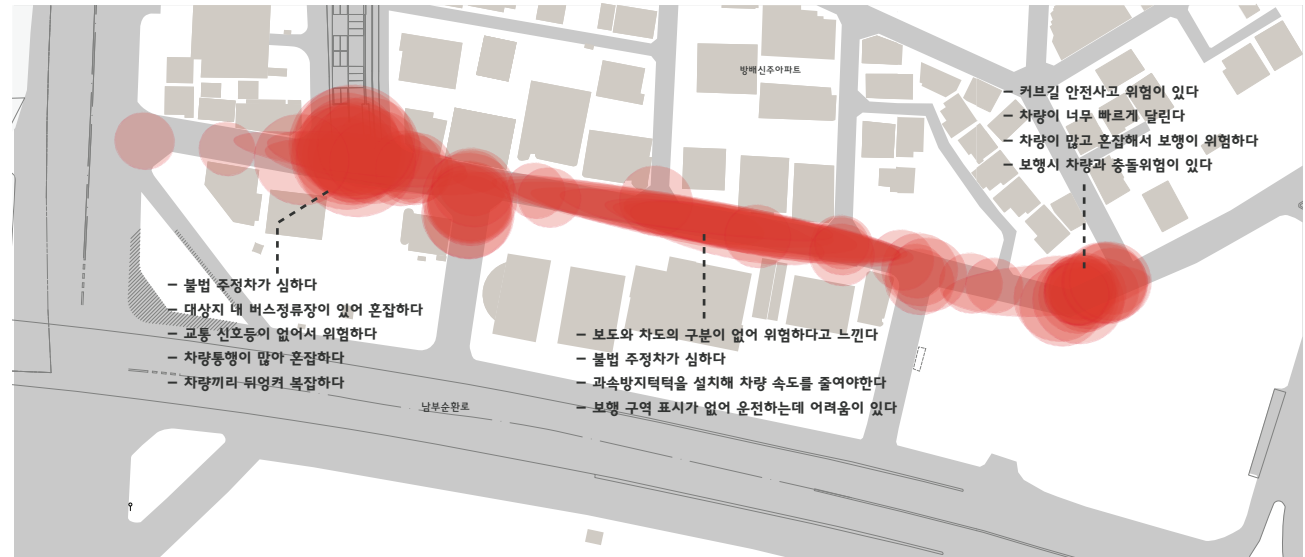 방배신주아파트
– 커브길 안전사고 위험이 있다
– 차량이 너무 빠르게 달린다
– 차량이 많고 혼잡해서 보행이 위험하다
– 보행시 차량과 충돌위험이 있다
– 불법 주정차가 심하다
– 대상지 내 버스정류장이 있어 혼잡하다
– 교통 신호등이 없어서 위험하다
– 차량통행이 많아 혼잡하다
– 차량끼리 뒤엉켜 복잡하다
– 보도와 차도의 구분이 없어 위험하다고 느낀다
– 불법 주정차가 심하다
– 과속방지턱턱을 설치해 차량 속도를 줄여야한다
– 보행 구역 표시가 없어 운전하는데 어려움이 있다
남부순환로